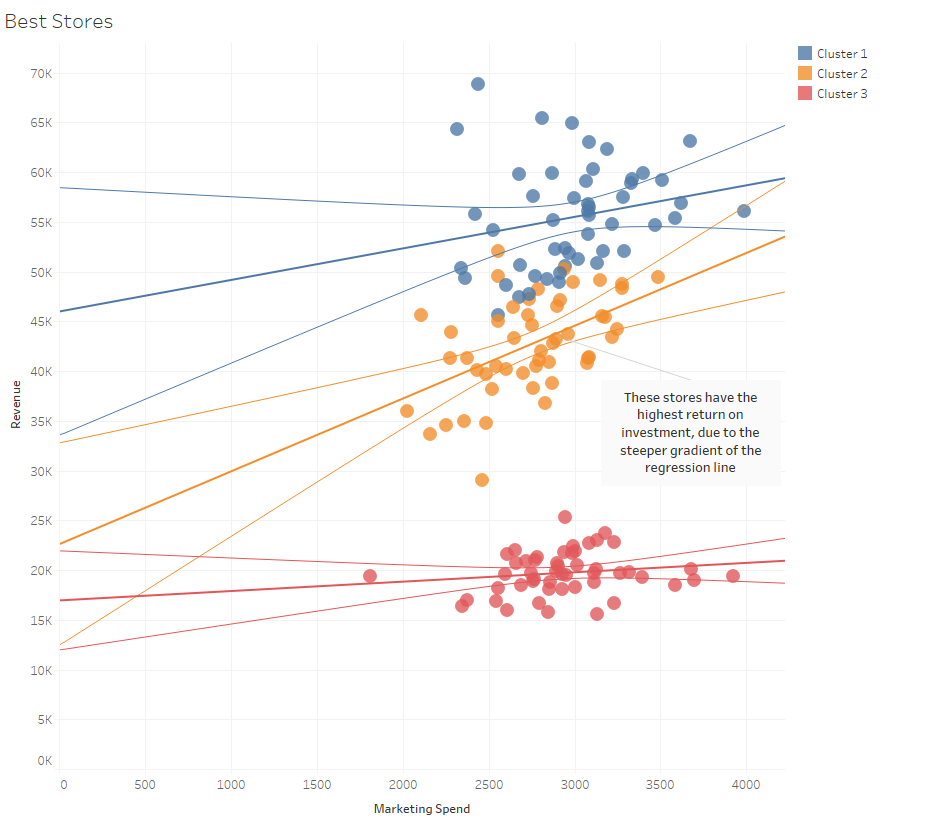 Best Stores
Cluster 1
Cluster 2
Cluster 3
70K
65K
60K
55K
50K
45K
40K
35K
30K
25K
20K
15K
10K
5K
0K
Revenue
These stores have the
highest return on
investment, due to the
steeper gradient of the
regression line
0 500 1000 1500 2000 2500 3000 3500 4000
Marketing Spend